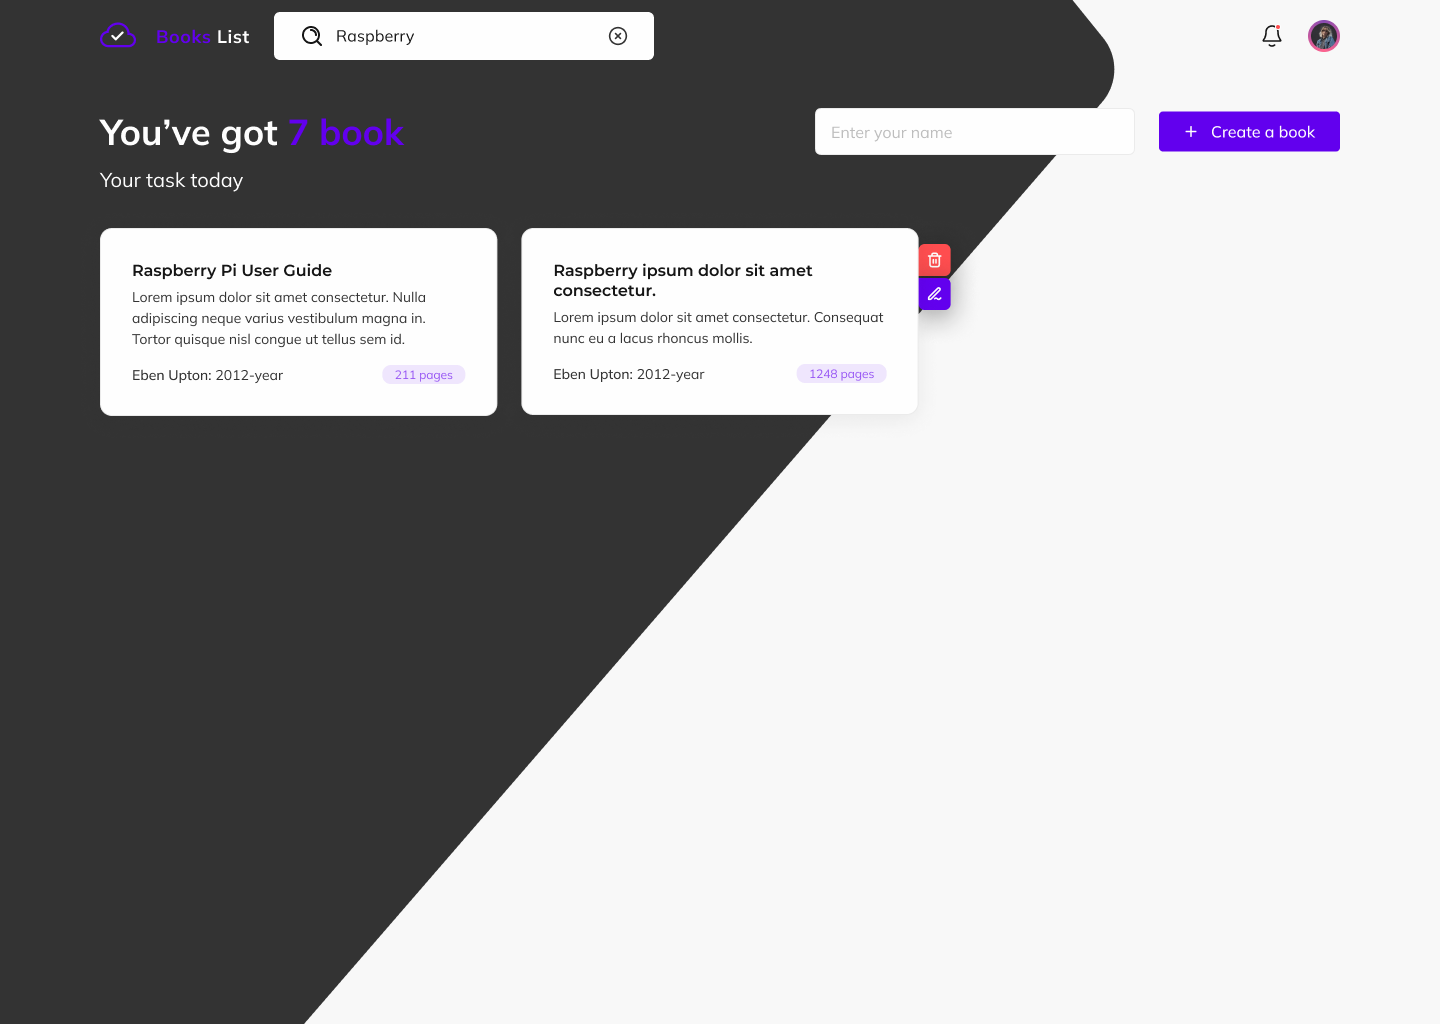 Books List
Raspberry
You’ve got 7 book
Enter your name
Create a book
Your task today
Raspberry Pi User Guide
Lorem ipsum dolor sit amet consectetur. Nulla
adipiscing neque varius vestibulum magna in.
Tortor quisque nisl congue ut tellus sem id.
Eben Upton: 2012-year
211 pages
Raspberry ipsum dolor sit amet
consectetur.
Lorem ipsum dolor sit amet consectetur. Consequat
nunc eu a lacus rhoncus mollis.
Eben Upton: 2012-year
1248 pages